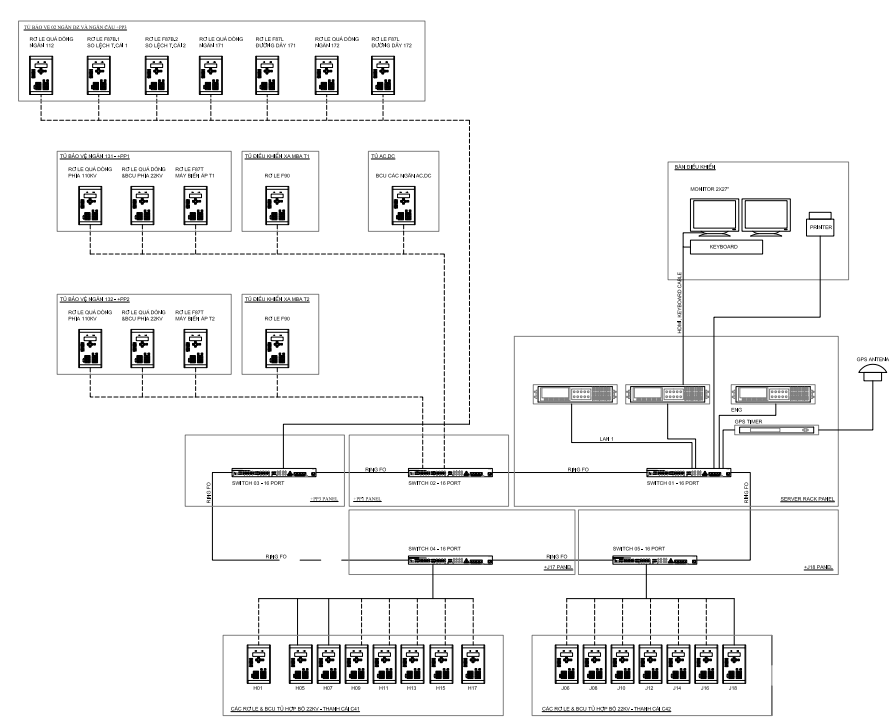 TỦ BẢO VỆ 02 NGĂN DZ VÀ NGĂN CẦU +PP3
RƠ LE QUÁ DÒNG
NGĂN 112
RƠ LE F87B.1
SO LỆCH T.CÁI 1
RƠ LE F87B.2
SO LỆCH T.CÁI 2
RƠ LE QUÁ DÒNG
NGĂN 171
RƠ LE F87L
ĐƯỜNG DÂY 171
RƠ LE QUÁ DÒNG
NGĂN 172
RƠ LE F87L
ĐƯỜNG DÂY 172
TỦ BẢO VỆ NGĂN 131 - +PP1
RƠ LE QUÁ DÒNG
PHÍA 110KV
RƠ LE QUÁ DÒNG
&BCU PHÍA 22KV
RƠ LE F87T
MÁY BIẾN ÁP T1
TỦ ĐIỀU KHIỂN XA MBA T1
RƠ LE F90
TỦ AC,DC
BCU CÁC NGĂN AC,DC
BÀN ĐIỀU KHIỂN
MONITOR 2X27"
KEYBOARD
PRINTER
HDMI, KEYBOARD CABLE
TỦ BẢO VỆ NGĂN 132 - +PP2
RƠ LE QUÁ DÒNG
PHÍA 110KV
RƠ LE QUÁ DÒNG
&BCU PHÍA 22KV
RƠ LE F87T
MÁY BIẾN ÁP T2
TỦ ĐIỀU KHIỂN XA MBA T2
RƠ LE F90
GPS ANTENA
ENG
GPS TIMER
LAN 1
RING FO
RING FO
SWITCH 03 - 16 PORT
SWITCH 02 - 16 PORT
SWITCH 01 - 16 PORT
RING FO
RING FO
SERVER RACK PANEL
SWITCH 04 - 16 PORT
SWITCH 05 - 16 PORT
RING FO
RING FO
+J17 PANEL
+J18 PANEL
H01
H05
H07
H09
H11
H13
H15
H17
J06
J08
J10
J12
J14
J16
J18
CÁC RƠ LE & BCU TỦ HỢP BỘ 22KV - THANH CÁI C41
CÁC RƠ LE & BCU TỦ HỢP BỘ 22KV - THANH CÁI C42